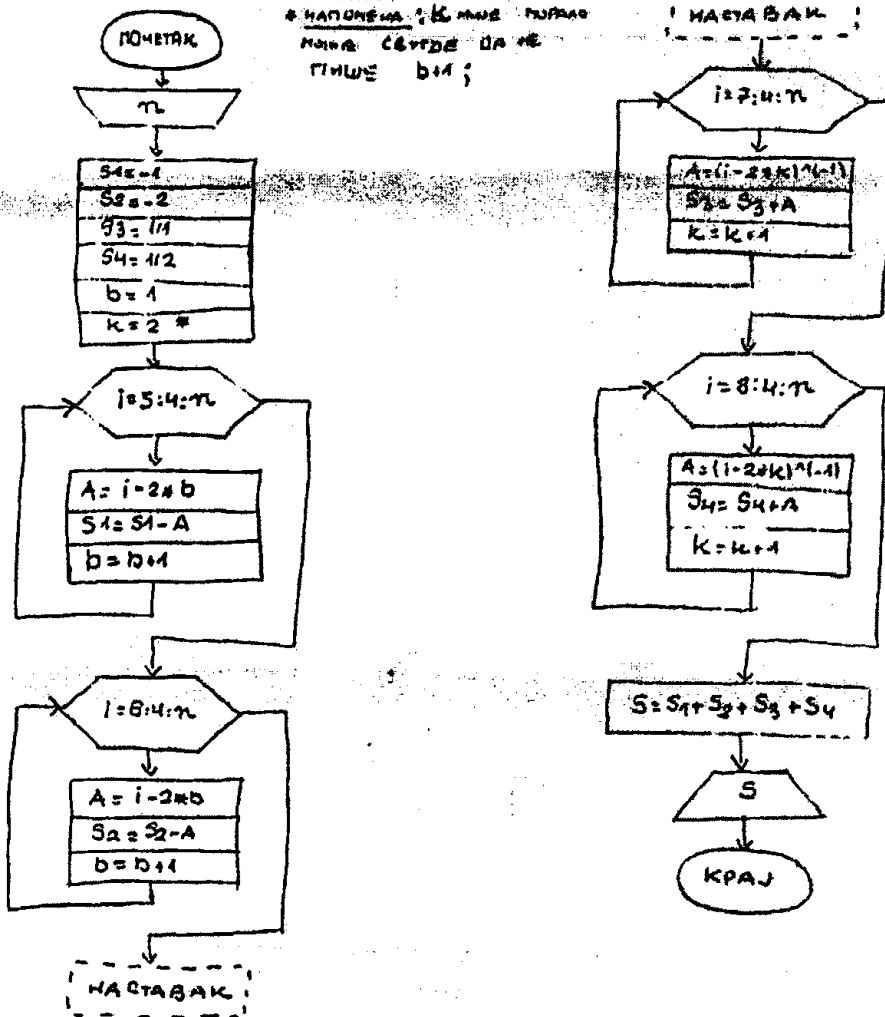 ПОЧЕТАК
n
S1=-1
S2=-2
S3=1/1
S4=1/2
b=1
k=2 *
i=5:4:n
A=i-2*b
S1=S1-A
b=b+1
i=6:4:n
A=i-2*b
S2=S2-A
b=b+1
НАСТАВАК
* НАПОМЕНА: К
ДА НЕ
ПИШЕ b+1;
НАСТАВАК
i=7:4:n
A=(i-2*k)^(-1)
S3=S3+A
k=k+1
i=8:4:n
A=(i-2*k)^(-1)
S4=S4+A
k=k+1
S=S1+S2+S3+S4
S
КРАЈ